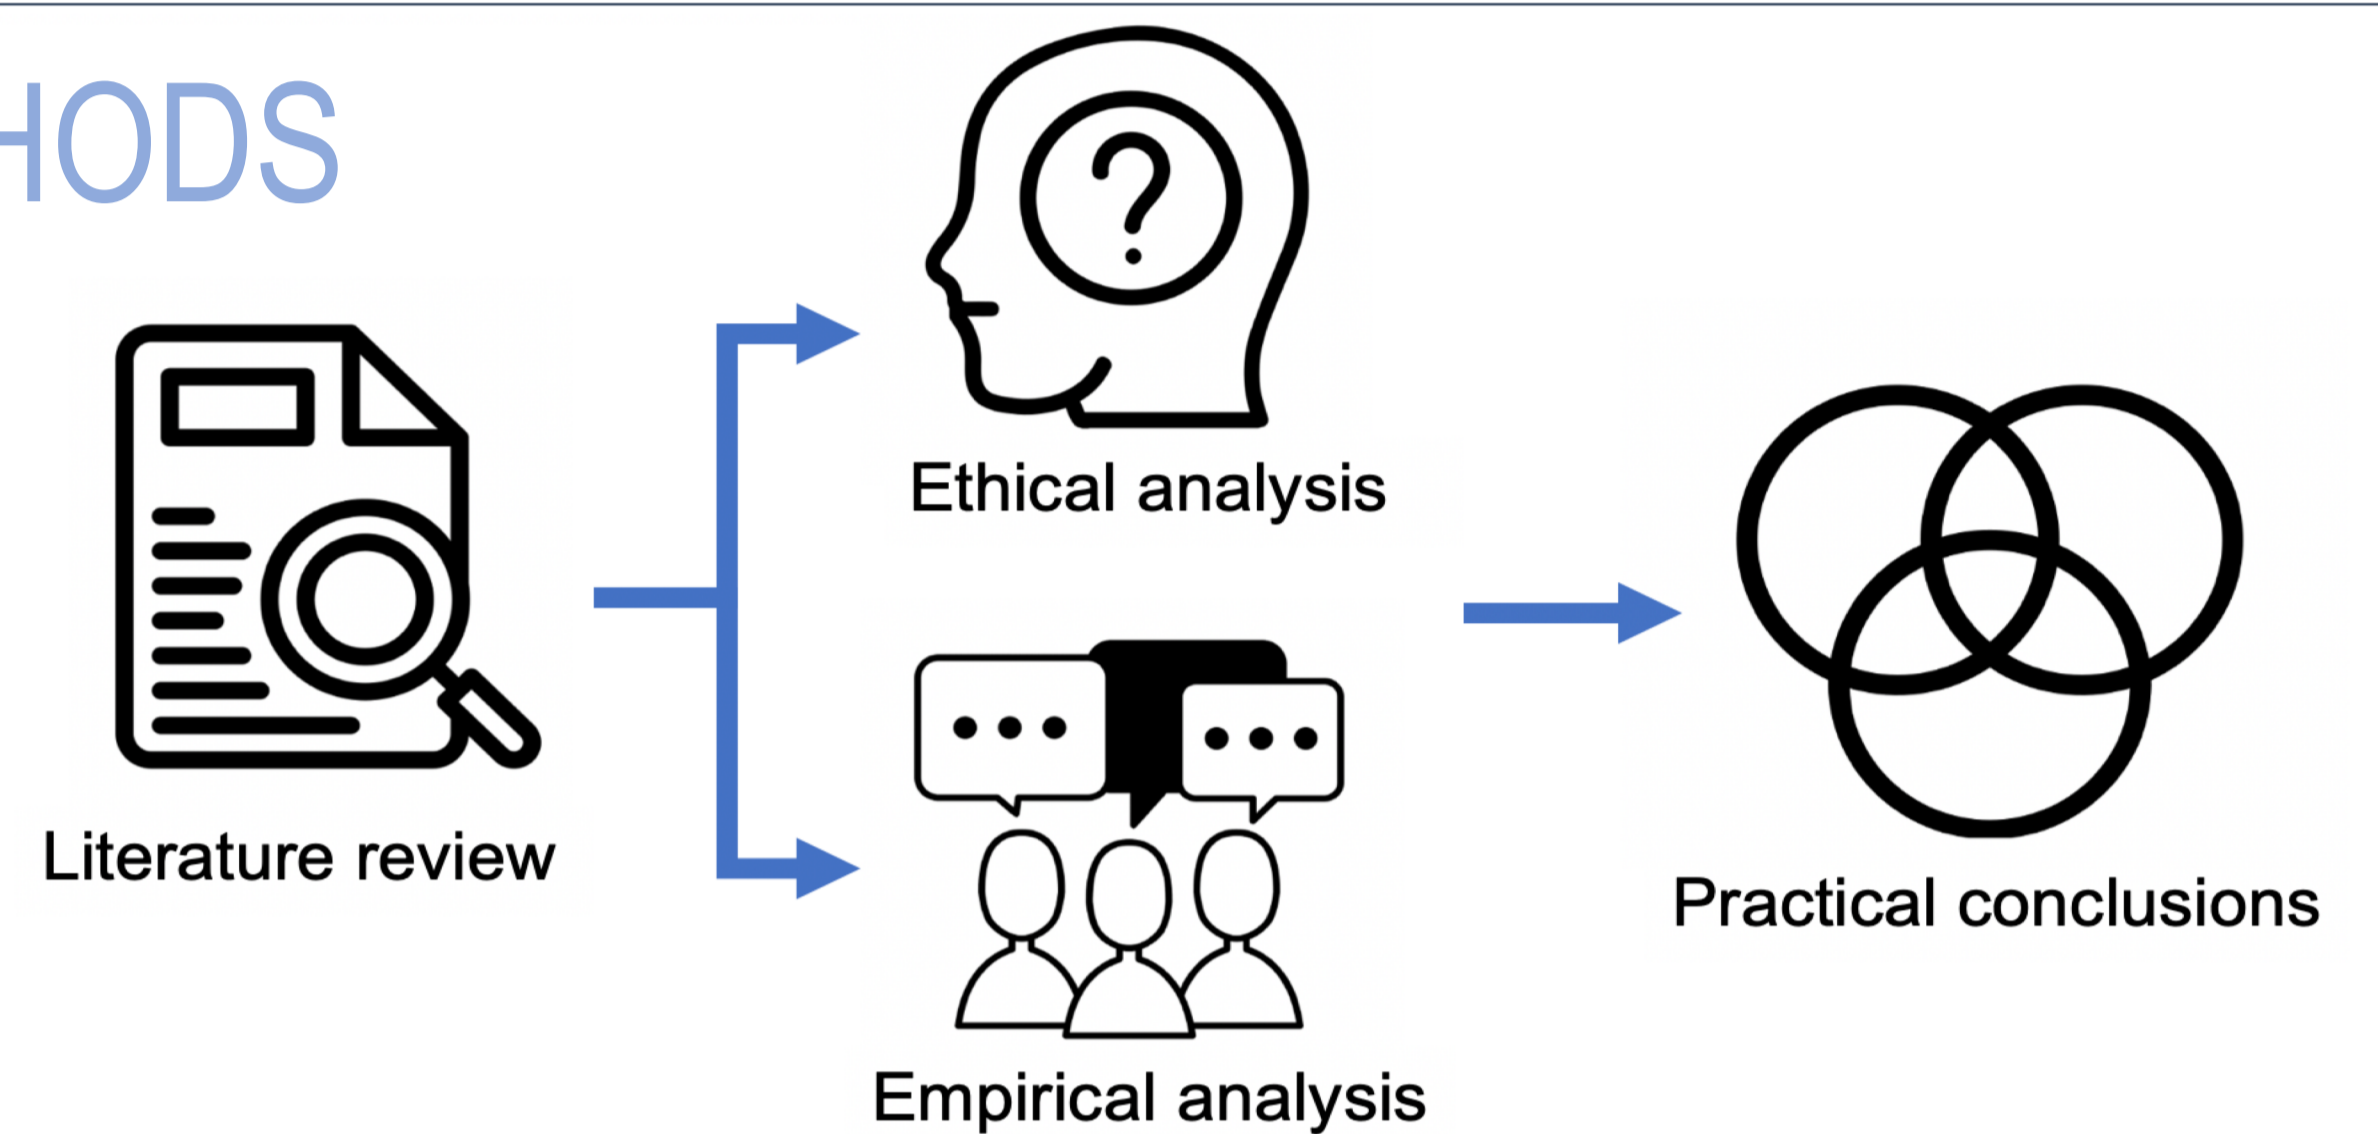 HODS
Literature review
Ethical analysis
Empirical analysis
Practical conclusions